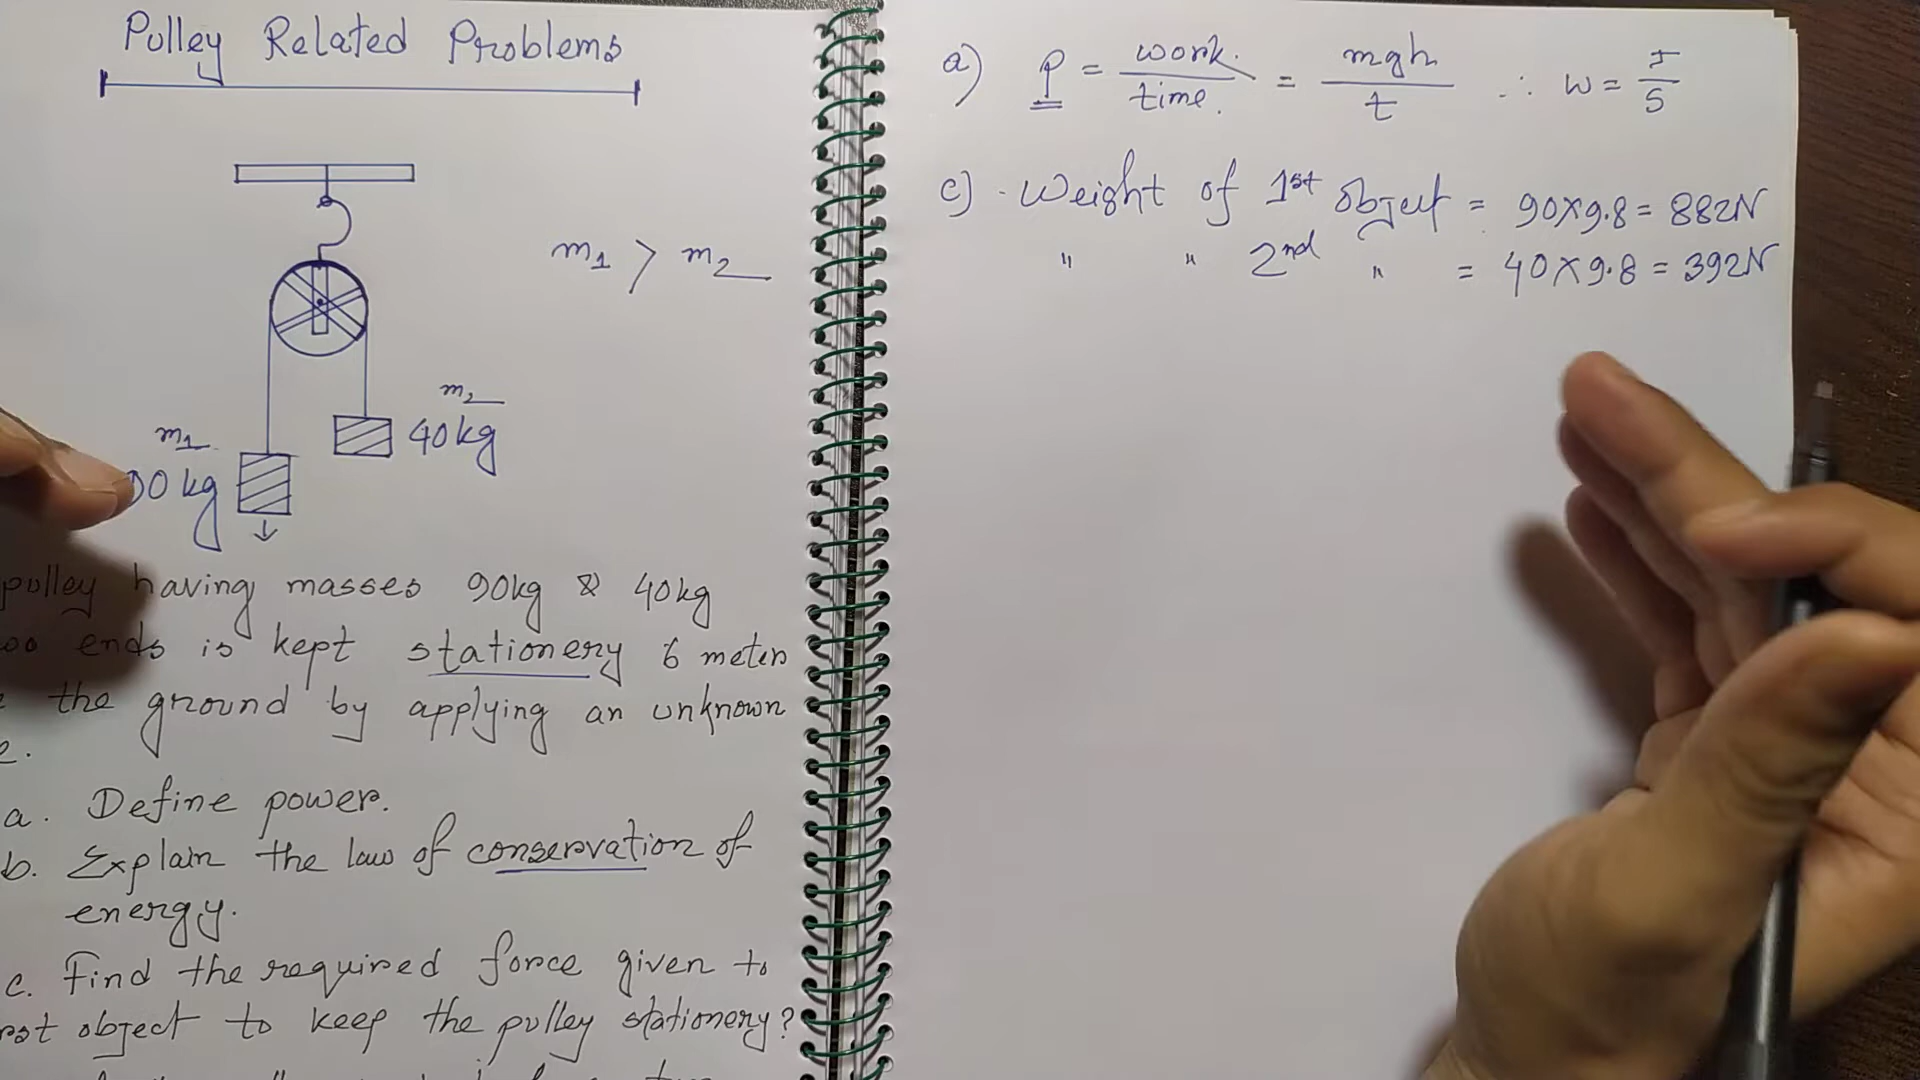 Pulley Related Problems
m1 > m2
m2
40kg
m1
0kg
pulley having masses 90kg & 40kg
ends is kept stationery 6 meters
the ground by applying an unknown
a. Define power.
b. Explain the law of conservation of
energy.
c. Find the required force given to
object to keep the pulley stationery?
a) P = work. / time. = mgh / t ∴ W = J / S
c) Weight of 1st object = 90×9.8 = 882N
" " 2nd " = 40×9.8 = 392N